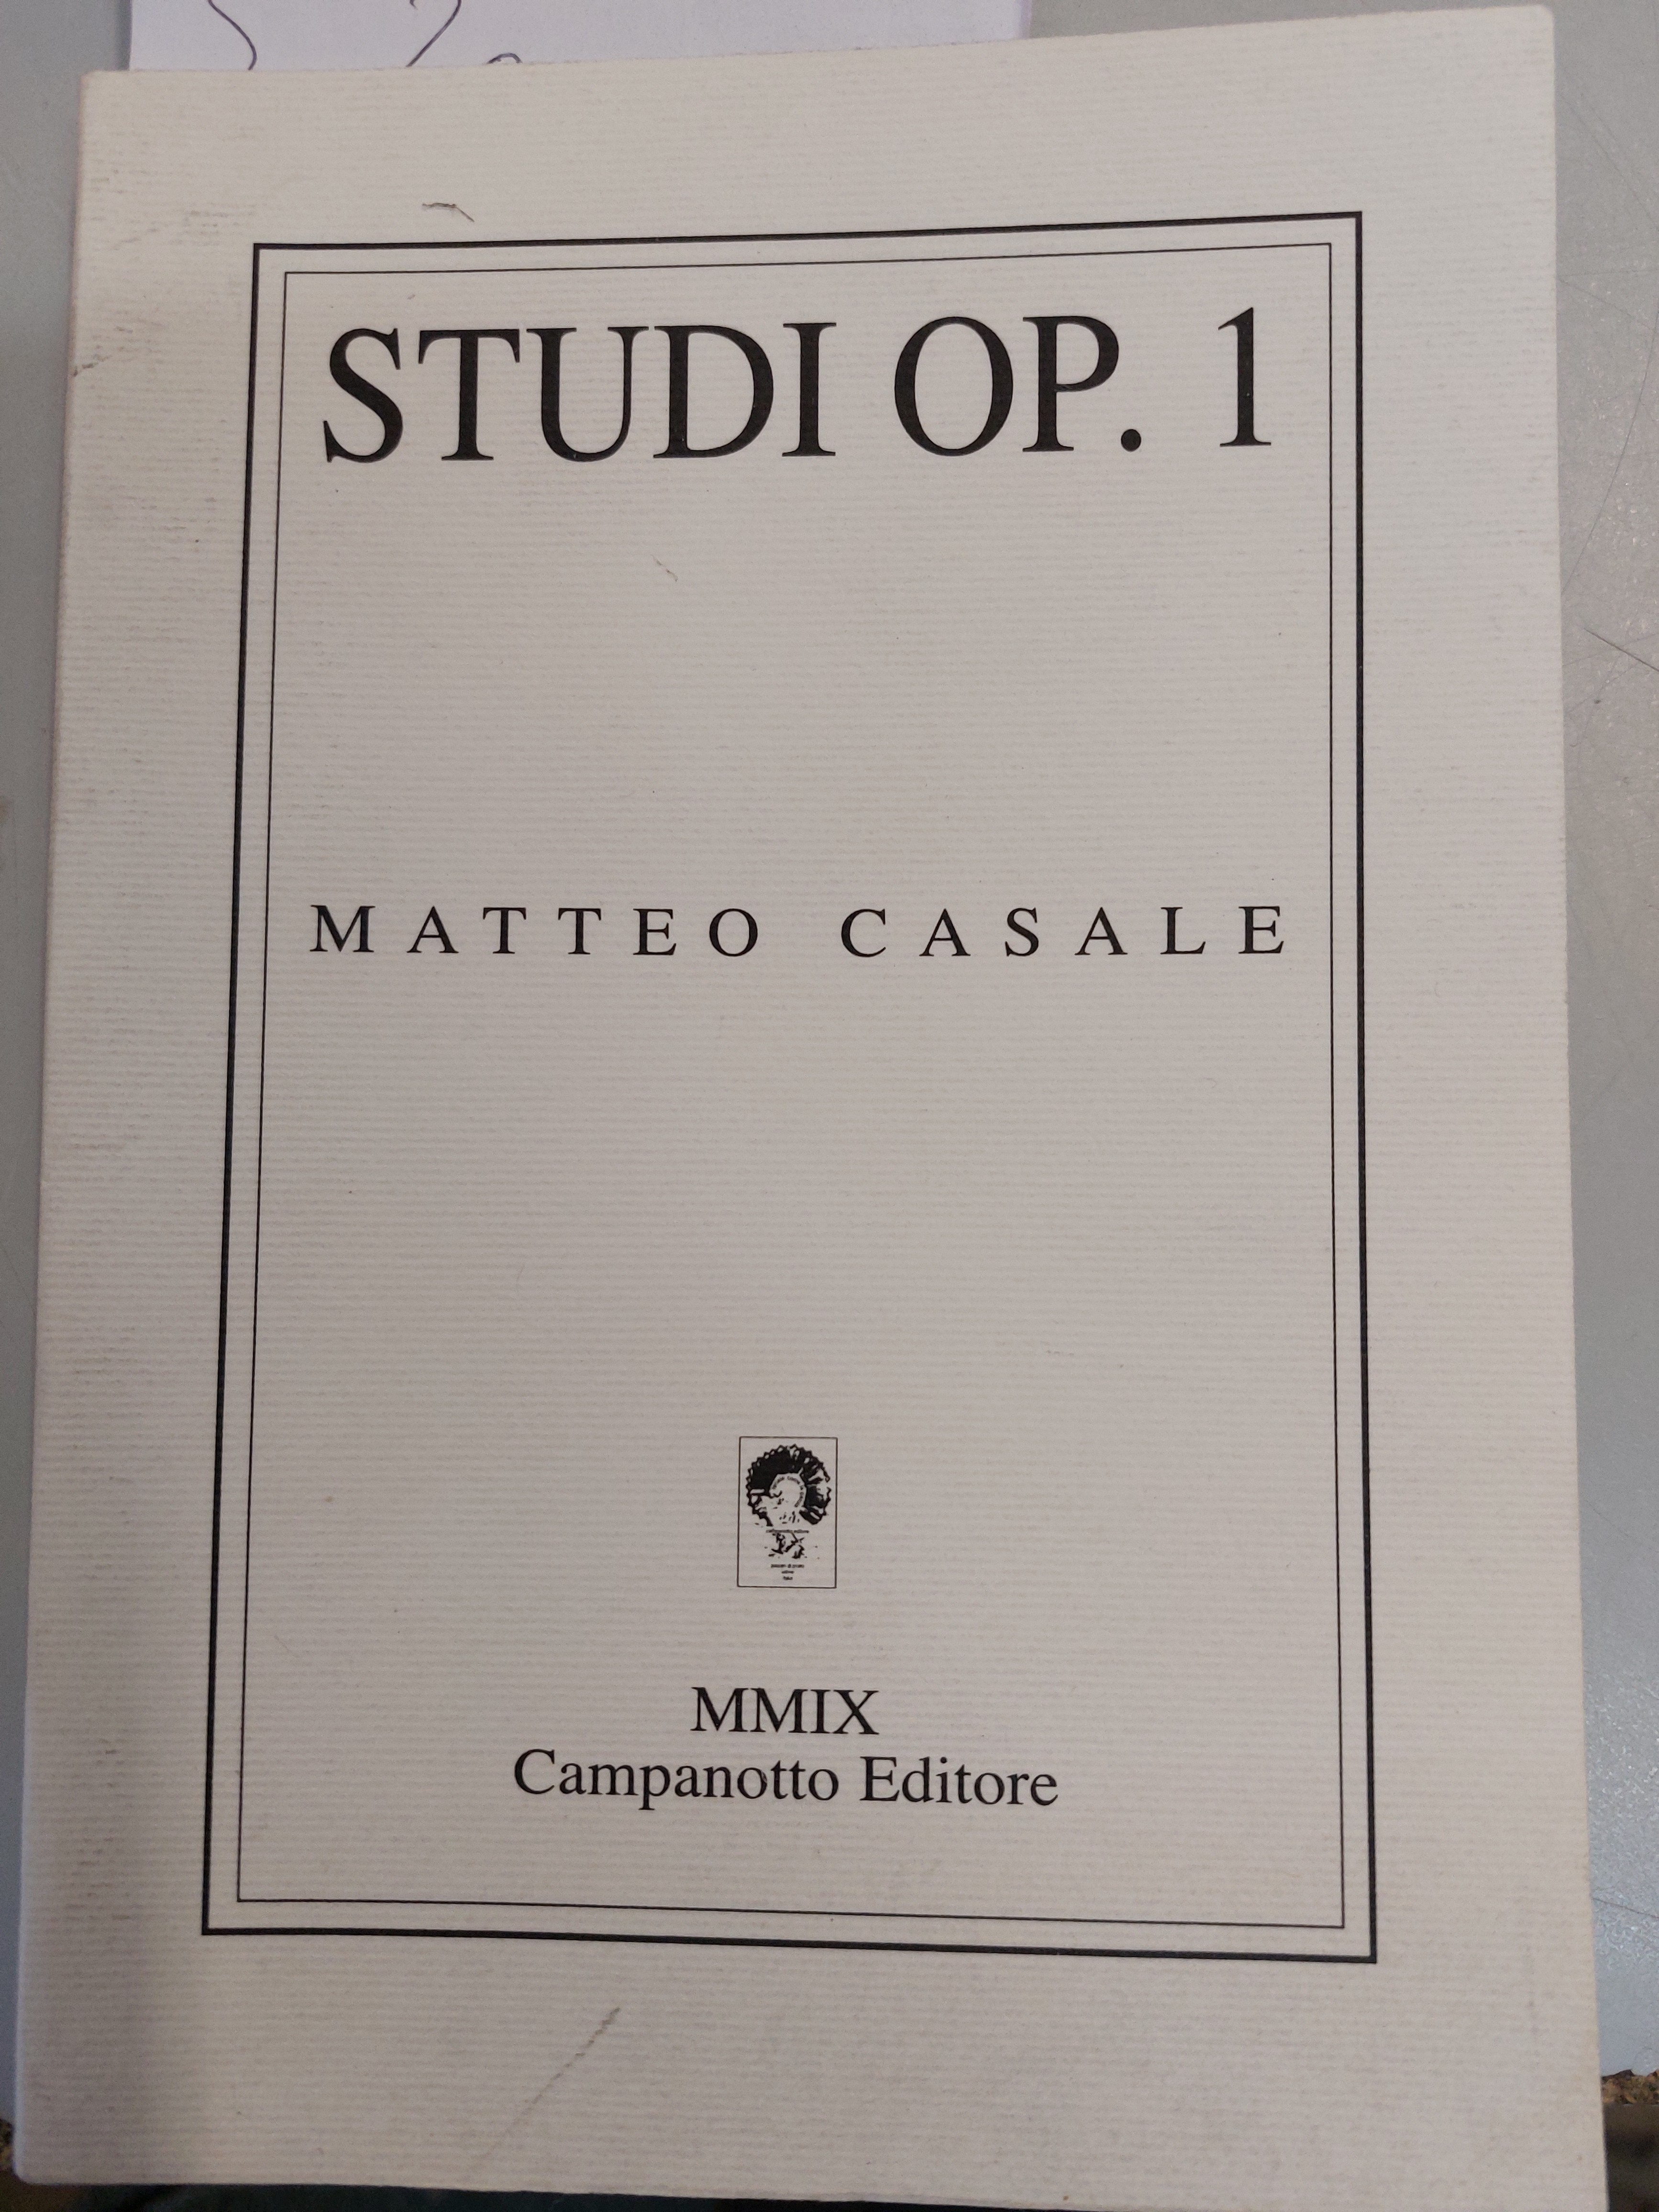 STUDI OP. 1
MATTEO CASALE
MMIX
Campanotto Editore